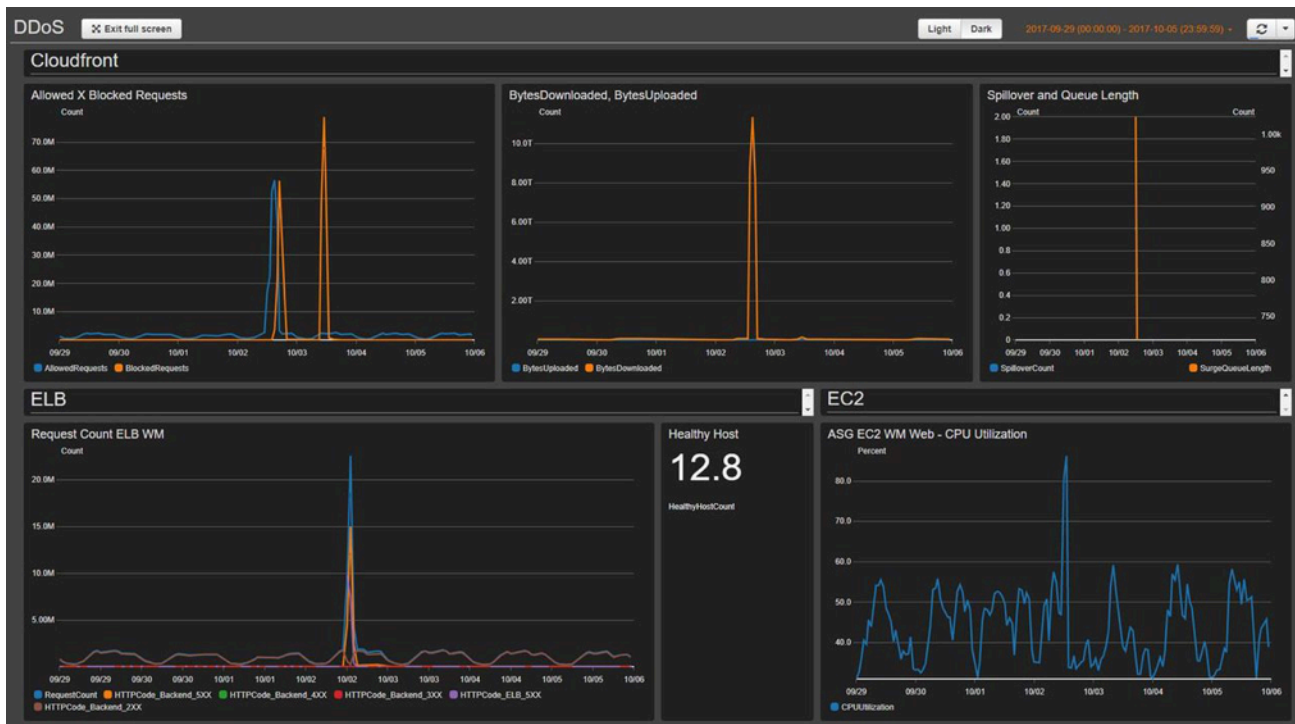 DDoS
Exit full screen
Light Dark
2017-09-29 (00:00:00) - 2017-10-05 (23:59:59)
Cloudfront
Allowed X Blocked Requests
Count
70.0M
60.0M
50.0M
40.0M
30.0M
20.0M
10.0M
09/29 09/30 10/01 10/02 10/03 10/04 10/05 10/06
AllowedRequests BlockedRequests
BytesDownloaded, BytesUploaded
Count
10.0T
8.00T
6.00T
4.00T
2.00T
09/29 09/30 10/01 10/02 10/03 10/04 10/05 10/06
BytesUploaded BytesDownloaded
Spillover and Queue Length
Count Count
2.00
1.80 1.00k
1.60
1.40 950
1.20 900
1.00
0.8 850
0.6
0.4 800
0.2 750
0
09/29 09/30 10/01 10/02 10/03 10/04 10/05 10/06
SpilloverCount SurgeQueueLength
ELB
Request Count ELB WM
Count
20.0M
15.0M
10.0M
5.00M
09/29 09/29 09/30 09/30 10/01 10/01 10/02 10/02 10/03 10/03 10/04 10/04 10/05 10/05 10/06
RequestCount HTTPCode_Backend_5XX HTTPCode_Backend_4XX HTTPCode_Backend_3XX HTTPCode_ELB_5XX
HTTPCode_Backend_2XX
Healthy Host
12.8
HealthyHostCount
EC2
ASG EC2 WM Web - CPU Utilization
Percent
80.0
70.0
60.0
50.0
40.0
09/29 09/30 10/01 10/02 10/03 10/04 10/05 10/06
CPUUtilization